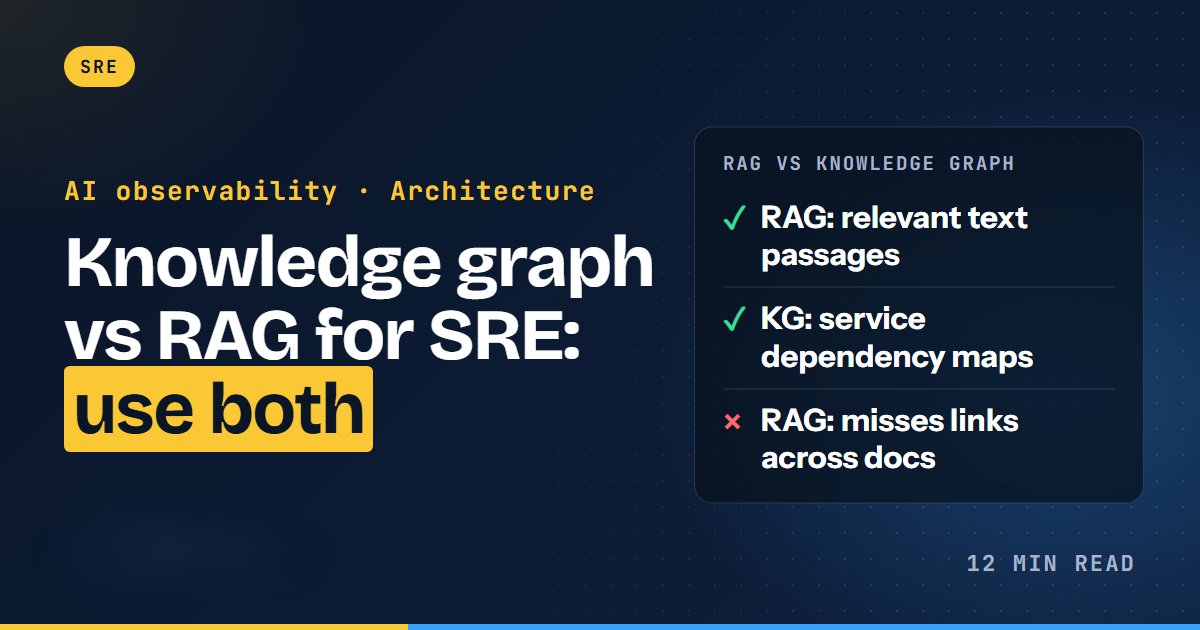 SRE
AI observability · Architecture
Knowledge graph
vs RAG for SRE:
use both
RAG VS KNOWLEDGE GRAPH
✓ RAG: relevant text
passages
✓ KG: service
dependency maps
× RAG: misses links
across docs
12 MIN READ